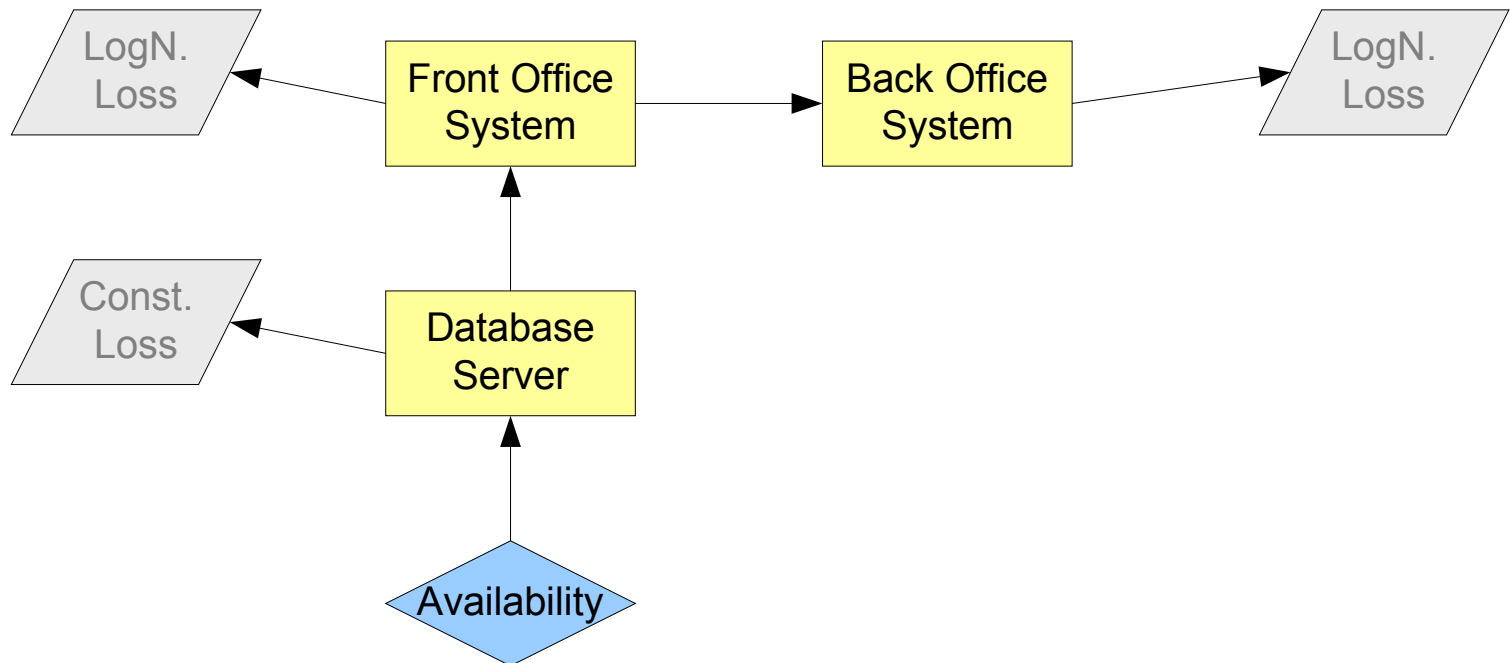 LogN.
Loss
Front Office
System
Back Office
System
LogN.
Loss
Const.
Loss
Database
Server
Availability